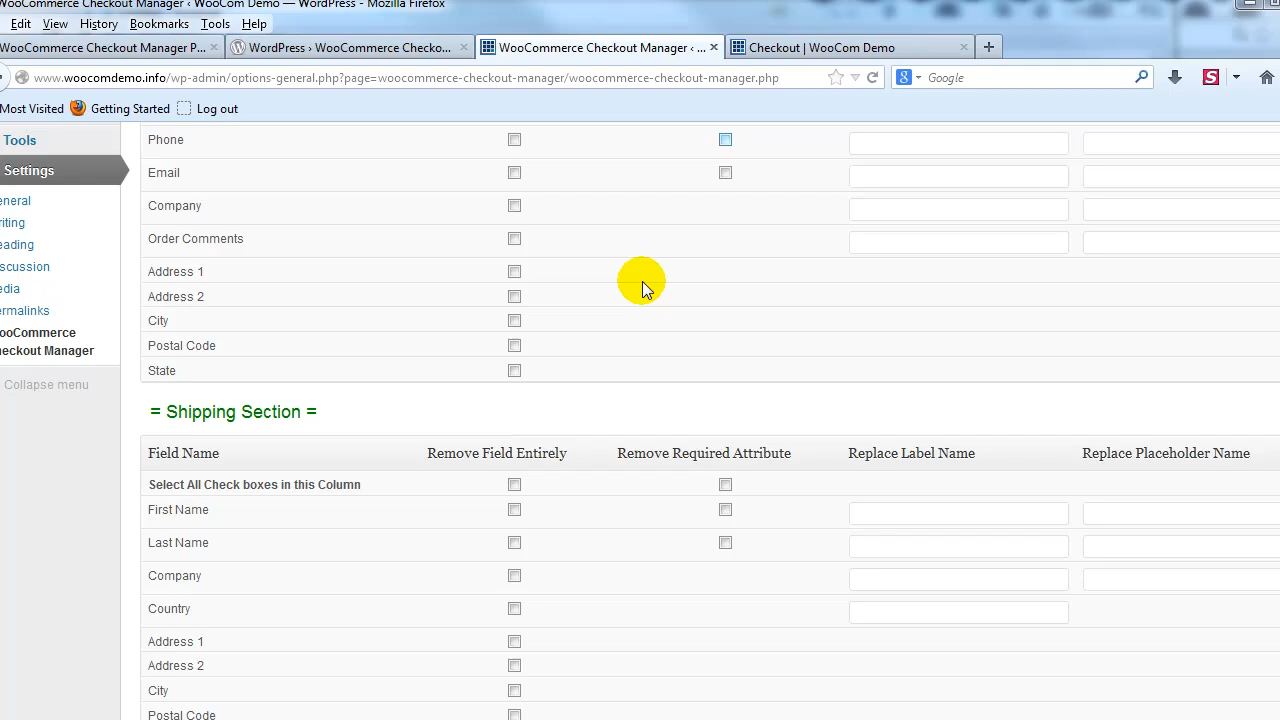 WooCommerce Checkout Manager ‹ WooCom Demo — WordPress - Mozilla Firefox
Edit View History Bookmarks Tools Help
WooCommerce Checkout Manager P... × WordPress › WooCommerce Checko... × WooCommerce Checkout Manager ‹ ... × Checkout | WooCom Demo × +
www.woocomdemo.info/wp-admin/options-general.php?page=woocommerce-checkout-manager/woocommerce-checkout-manager.php 8 Google S
Most Visited Getting Started Log out
Tools
Settings
eneral
riting
eading
scussion
edia
ermalinks
ooCommerce
heckout Manager
Collapse menu
Phone
Email
Company
Order Comments
Address 1
Address 2
City
Postal Code
State
= Shipping Section =
Field Name Remove Field Entirely Remove Required Attribute Replace Label Name Replace Placeholder Name
Select All Check boxes in this Column
First Name
Last Name
Company
Country
Address 1
Address 2
City
Postal Code